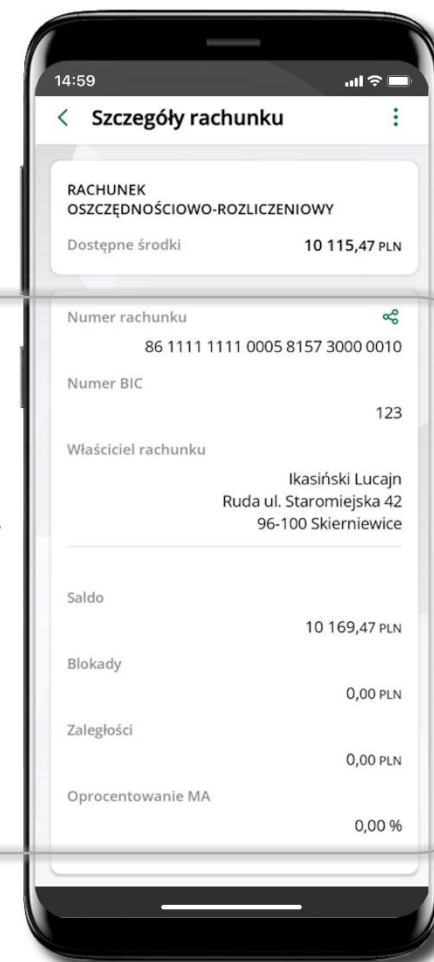 14:59
Szczegóły rachunku
RACHUNEK
OSZCZĘDNOŚCIOWO-ROZLICZENIOWY
Dostępne środki 10 115,47 PLN
Numer rachunku
86 1111 1111 0005 8157 3000 0010
Numer BIC
123
Właściciel rachunku
Ikasiński Lucajn
Ruda ul. Staromiejska 42
96-100 Skierniewice
Saldo
10 169,47 PLN
Blokady
0,00 PLN
Zaległości
0,00 PLN
Oprocentowanie MA
0,00 %